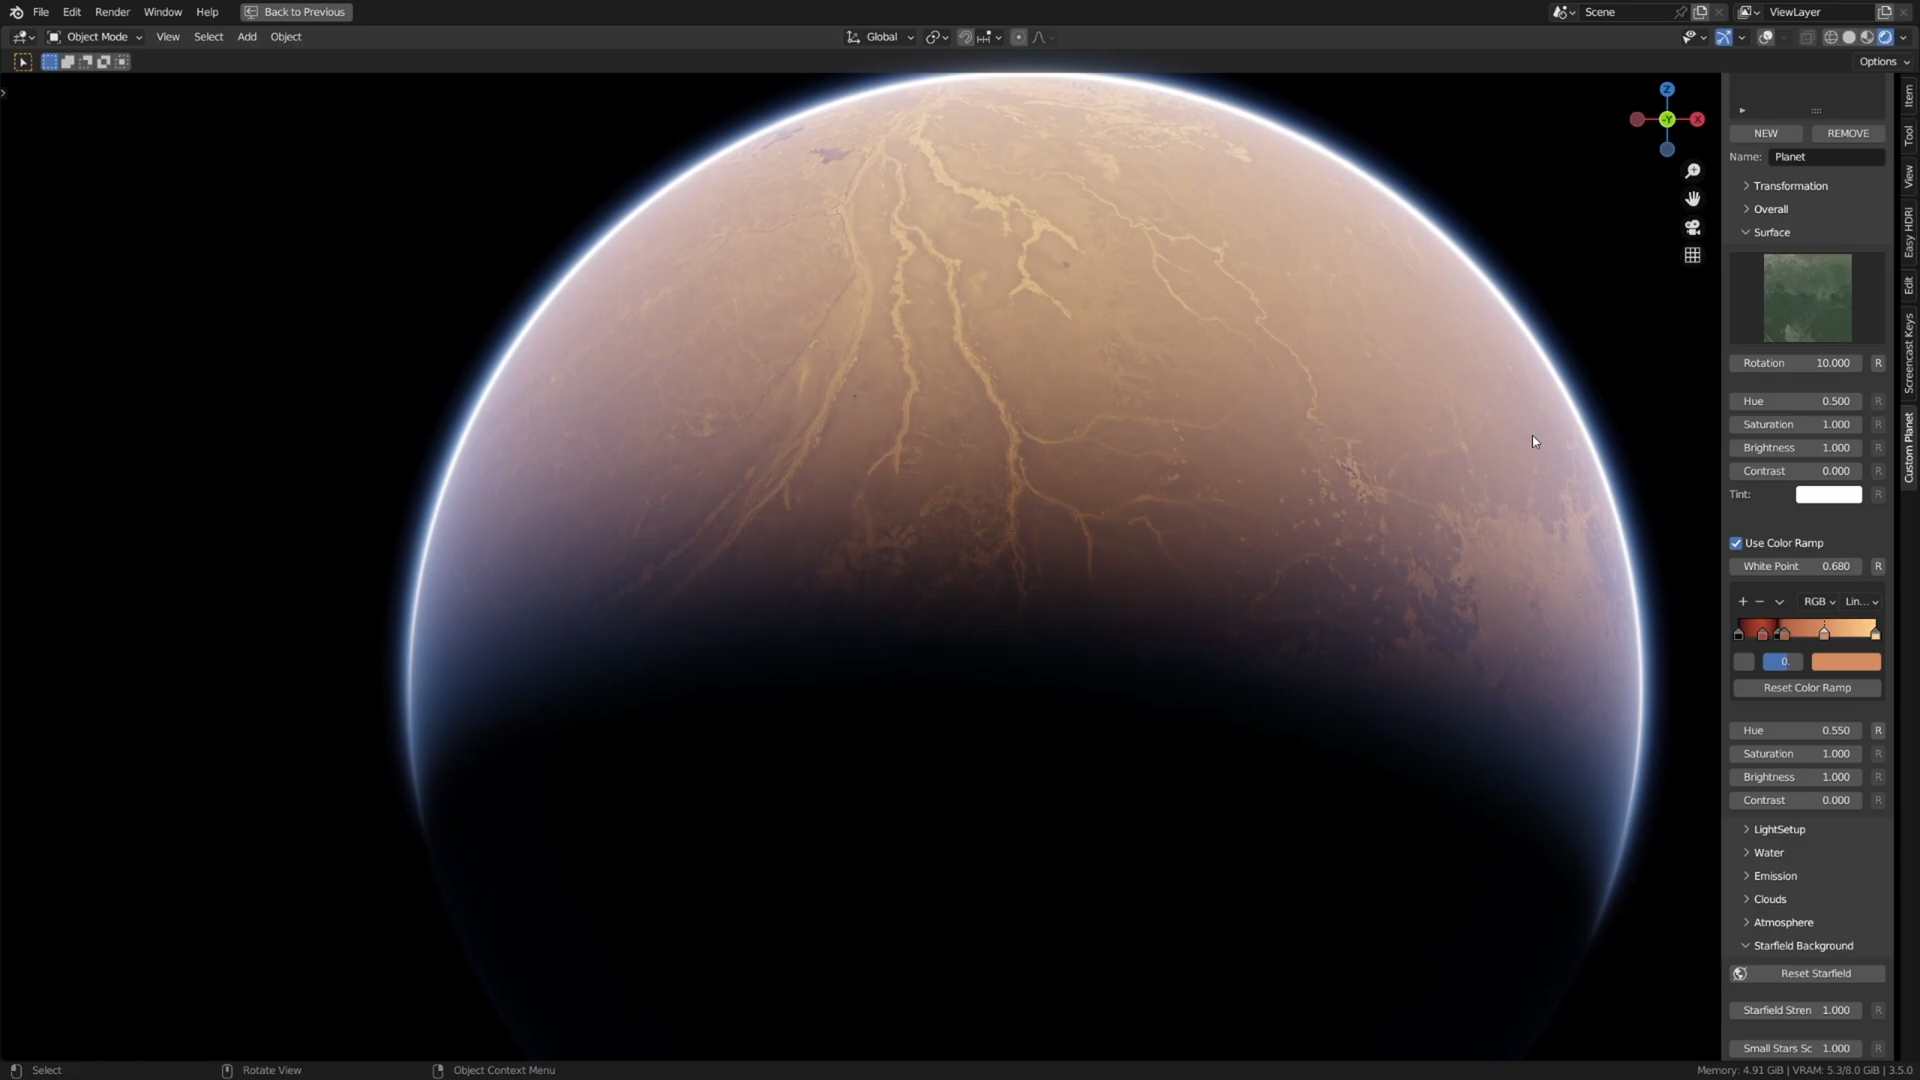 File Edit Render Window Help Back to Previous Scene ViewLayer
Object Mode View Select Add Object Global
Options
Z
-Y X
NEW REMOVE
Name: Planet
Transformation
Overall
Surface
Rotation 10.000 R
Hue 0.500 R
Saturation 1.000 R
Brightness 1.000 R
Contrast 0.000 R
Tint: R
Use Color Ramp
White Point 0.680 R
RGB Lin...
0.
Reset Color Ramp
Hue 0.550 R
Saturation 1.000 R
Brightness 1.000 R
Contrast 0.000 R
LightSetup
Water
Emission
Clouds
Atmosphere
Starfield Background
Reset Starfield
Starfield Stren 1.000 R
Small Stars Sc 1.000 R
Item
Tool
View
Easy HDRI
Edit
Screencast Keys
Custom Planet
Select Rotate View Object Context Menu Memory: 4.91 GiB | VRAM: 5.3/8.0 GiB | 3.5.0